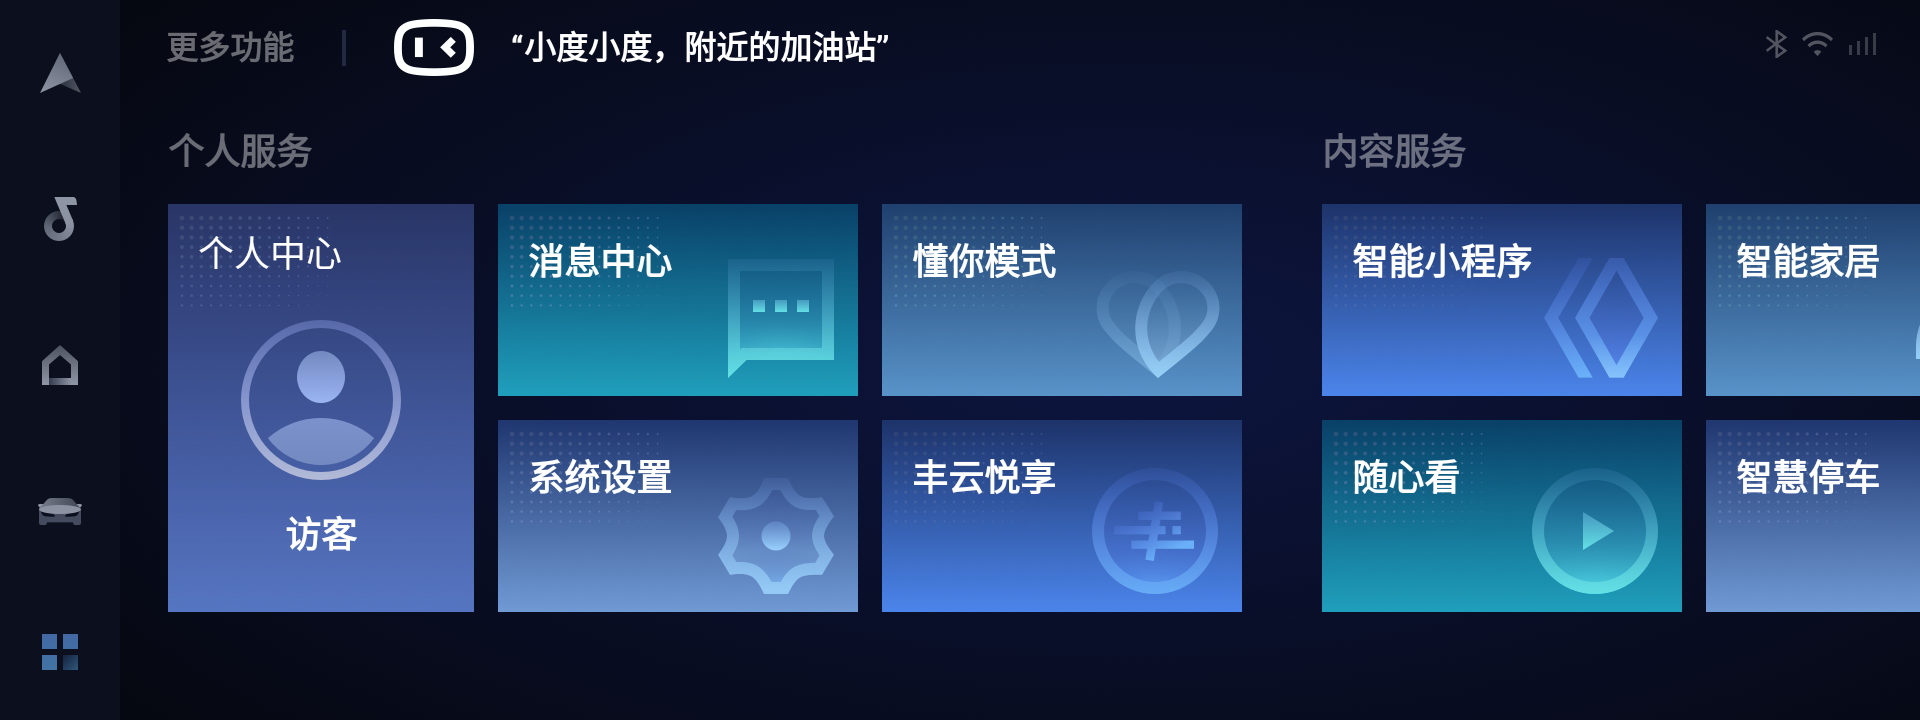 更多功能
“小度小度，附近的加油站”
个人服务
内容服务
个人中心
访客
消息中心
懂你模式
智能小程序
智能家居
系统设置
丰云悦享
随心看
智慧停车